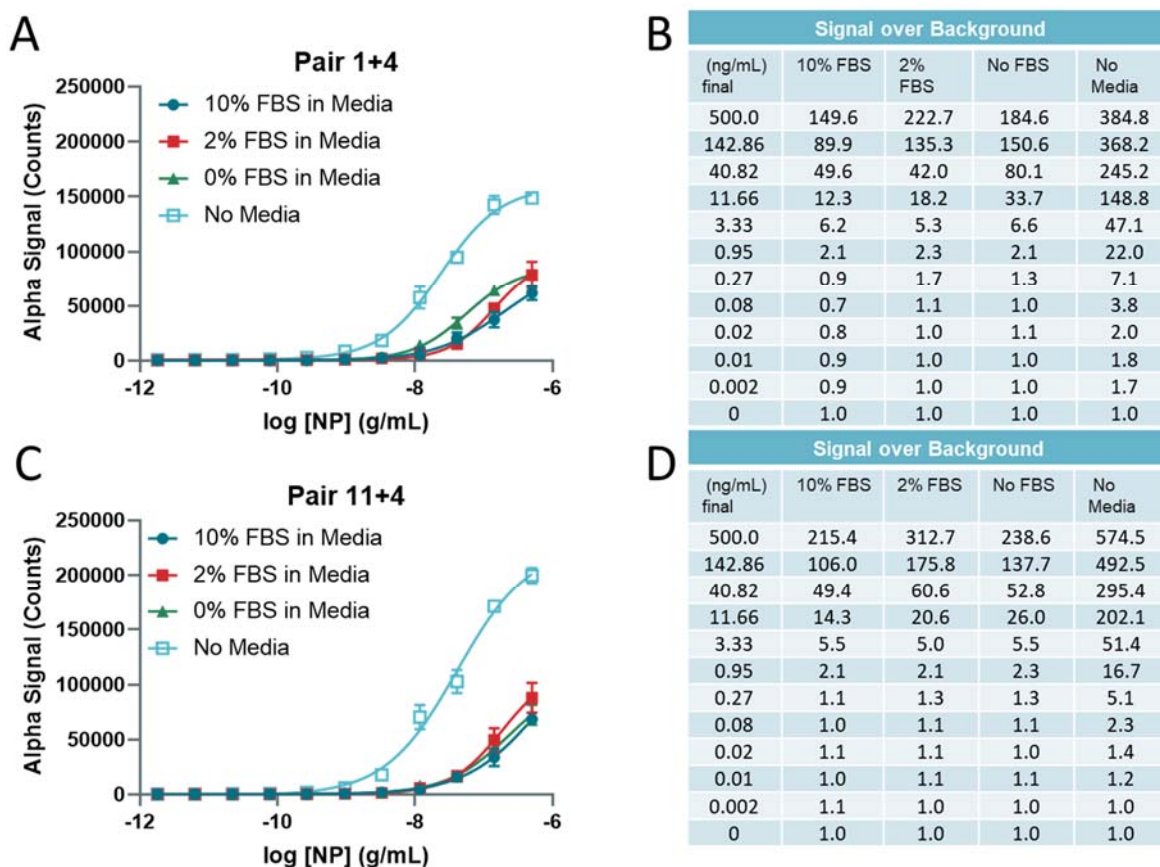 A
Pair 1+4
250000
200000
150000
100000
50000
0
Alpha Signal (Counts)
10% FBS in Media
2% FBS in Media
0% FBS in Media
No Media
-12 -10 -8 -6
log [NP] (g/mL)
B
Signal over Background
(ng/mL) final 10% FBS 2% FBS No FBS No Media
500.0 149.6 222.7 184.6 384.8
142.86 89.9 135.3 150.6 368.2
40.82 49.6 42.0 80.1 245.2
11.66 12.3 18.2 33.7 148.8
3.33 6.2 5.3 6.6 47.1
0.95 2.1 2.3 2.1 22.0
0.27 0.9 1.7 1.3 7.1
0.08 0.7 1.1 1.0 3.8
0.02 0.8 1.0 1.1 2.0
0.01 0.9 1.0 1.0 1.8
0.002 0.9 1.0 1.0 1.7
0 1.0 1.0 1.0 1.0
C
Pair 11+4
250000
200000
150000
100000
50000
0
Alpha Signal (Counts)
10% FBS in Media
2% FBS in Media
0% FBS in Media
No Media
-12 -10 -8 -6
log [NP] (g/mL)
D
Signal over Background
(ng/mL) final 10% FBS 2% FBS No FBS No Media
500.0 215.4 312.7 238.6 574.5
142.86 106.0 175.8 137.7 492.5
40.82 49.4 60.6 52.8 295.4
11.66 14.3 20.6 26.0 202.1
3.33 5.5 5.0 5.5 51.4
0.95 2.1 2.1 2.3 16.7
0.27 1.1 1.3 1.3 5.1
0.08 1.0 1.1 1.1 2.3
0.02 1.1 1.1 1.0 1.4
0.01 1.0 1.1 1.1 1.2
0.002 1.1 1.0 1.0 1.0
0 1.0 1.0 1.0 1.0